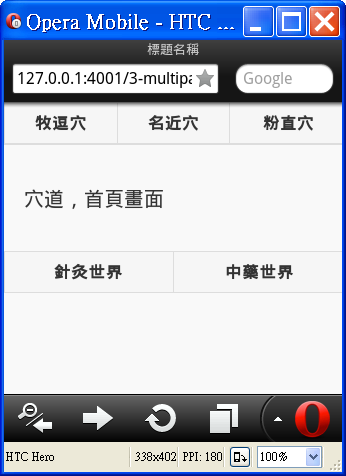 Opera Mobile - HTC ...
標題名稱
127.0.0.1:4001/3-multipa
Google
牧逗穴 名近穴 粉直穴
穴道，首頁畫面
針灸世界 中藥世界
HTC Hero 338x402 PPI: 180 100%